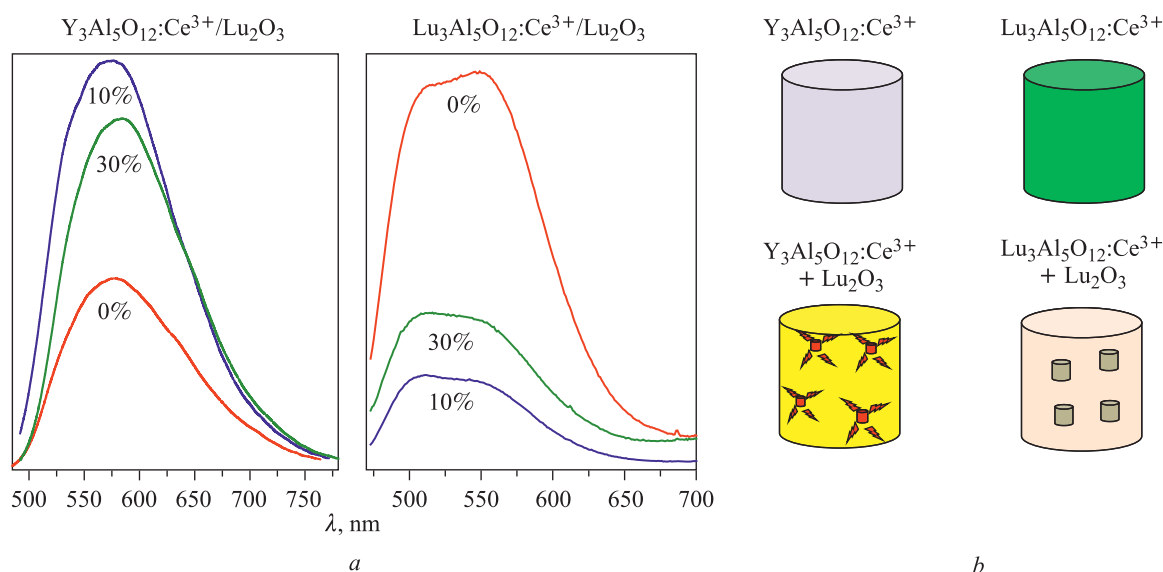 Y₃Al₅O₁₂:Ce³⁺/Lu₂O₃
10%
30%
0%
500 550 600 650 700 750
Lu₃Al₅O₁₂:Ce³⁺/Lu₂O₃
0%
30%
10%
500 550 600 650 700
λ, nm
a
Y₃Al₅O₁₂:Ce³⁺
Lu₃Al₅O₁₂:Ce³⁺
Y₃Al₅O₁₂:Ce³⁺
+ Lu₂O₃
Lu₃Al₅O₁₂:Ce³⁺
+ Lu₂O₃
b